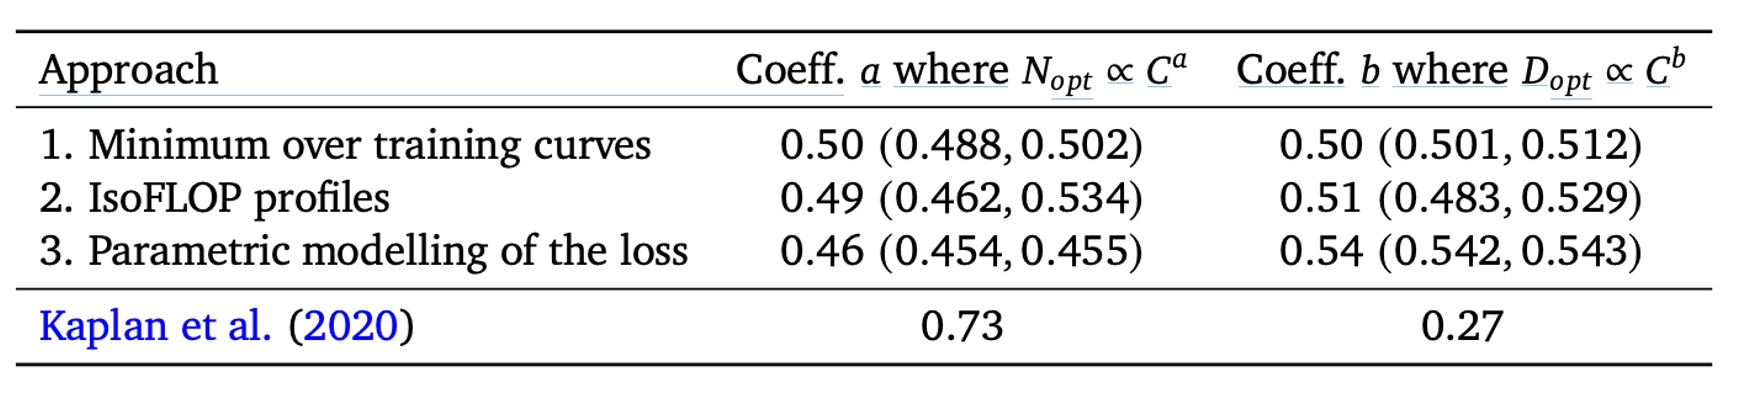 Approach Coeff. a where N_opt ∝ C^a Coeff. b where D_opt ∝ C^b
1. Minimum over training curves 0.50 (0.488, 0.502) 0.50 (0.501, 0.512)
2. IsoFLOP profiles 0.49 (0.462, 0.534) 0.51 (0.483, 0.529)
3. Parametric modelling of the loss 0.46 (0.454, 0.455) 0.54 (0.542, 0.543)
Kaplan et al. (2020) 0.73 0.27